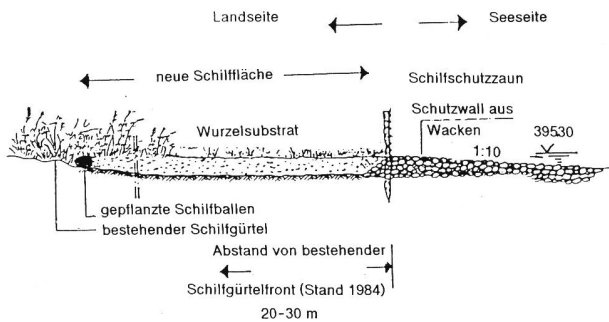 Landseite Seeseite
neue Schilffläche Schilfschutzzaun
Schutzwall aus
Wurzelsubstrat Wacken 39530
1:10
gepflanzte Schilfballen
bestehender Schilfgürtel
Abstand von bestehender
Schilfgürtelfront (Stand 1984)
20-30 m